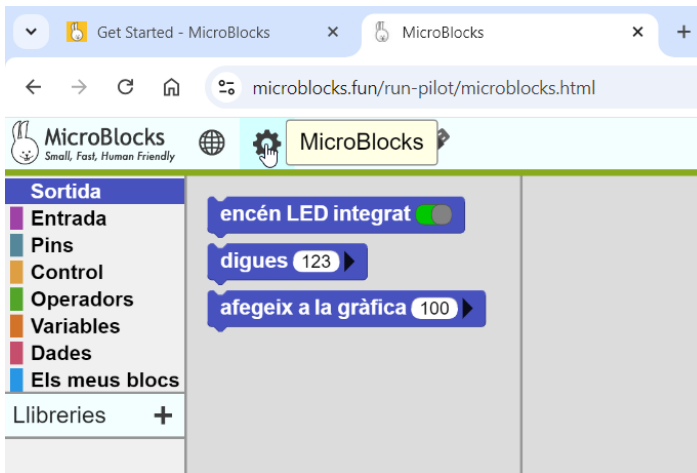 Get Started - MicroBlocks
MicroBlocks
microblocks.fun/run-pilot/microblocks.html
MicroBlocks
Small, Fast, Human Friendly
MicroBlocks
Sortida
Entrada
Pins
Control
Operadors
Variables
Dades
Els meus blocs
Llibreries +
encén LED integrat
digues 123
afegeix a la gràfica 100